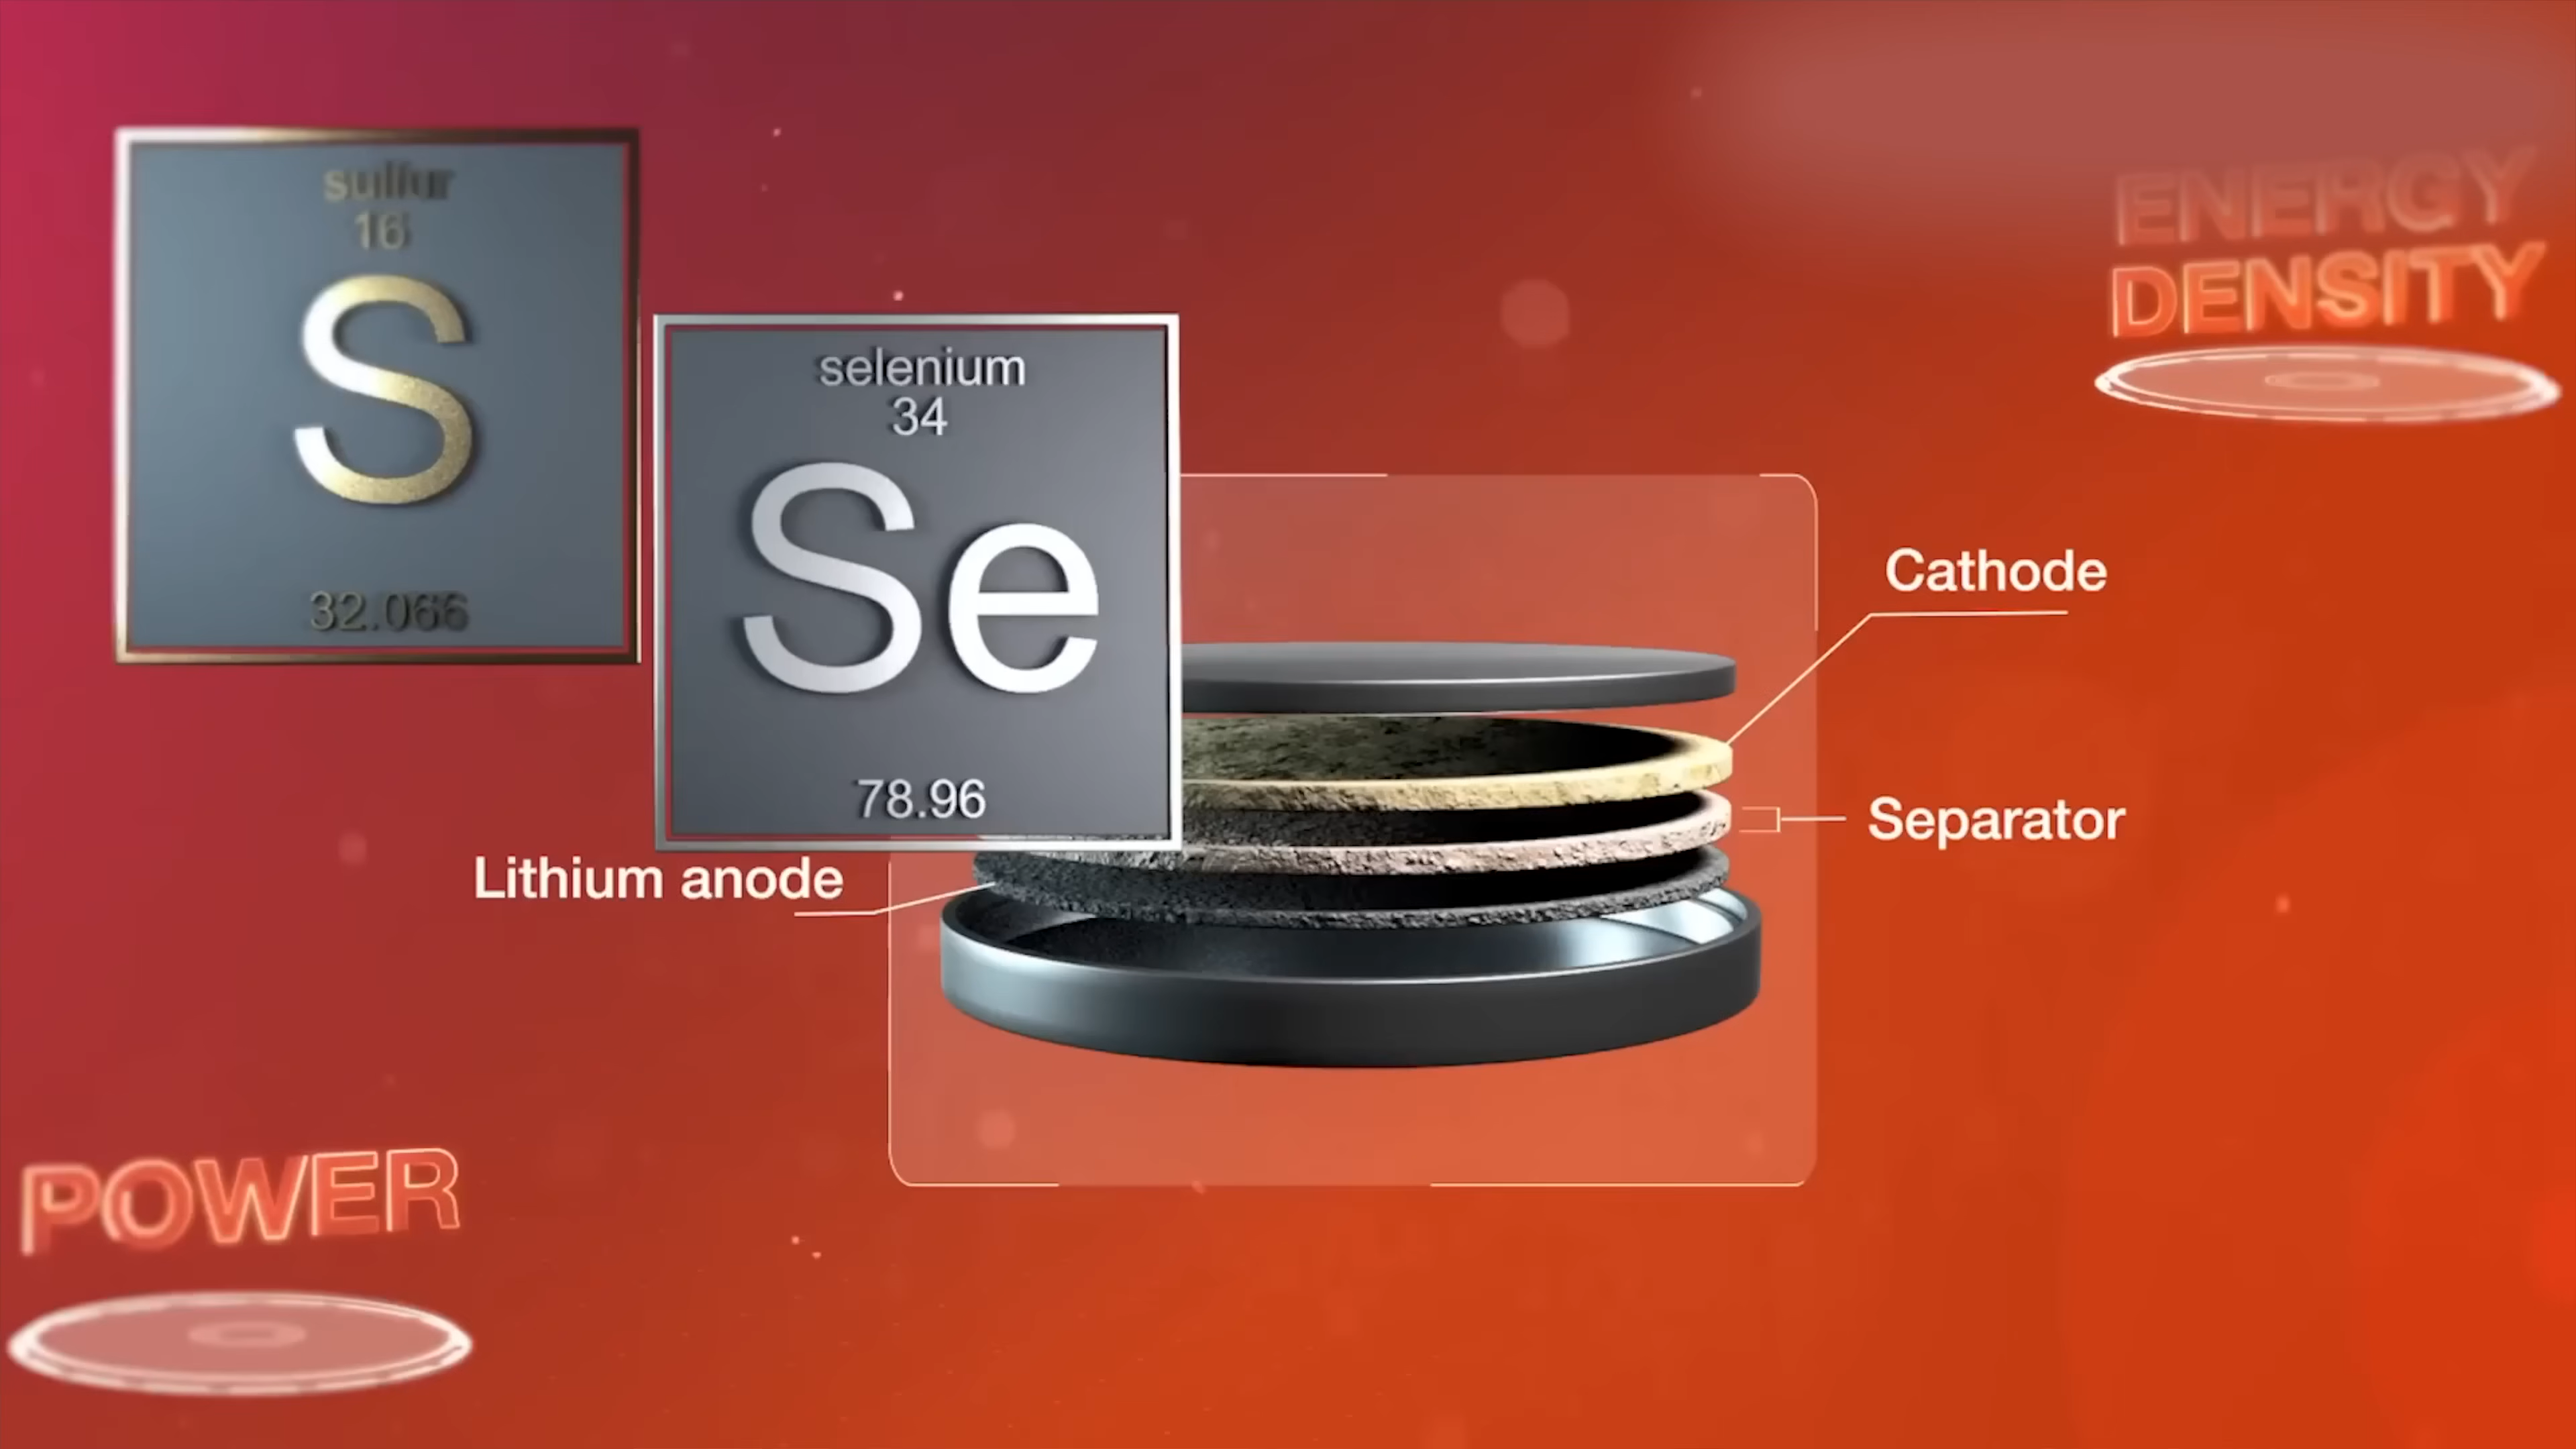 sulfur
16
S
32.066
selenium
34
Se
78.96
ENERGY
DENSITY
Cathode
Separator
Lithium anode
POWER